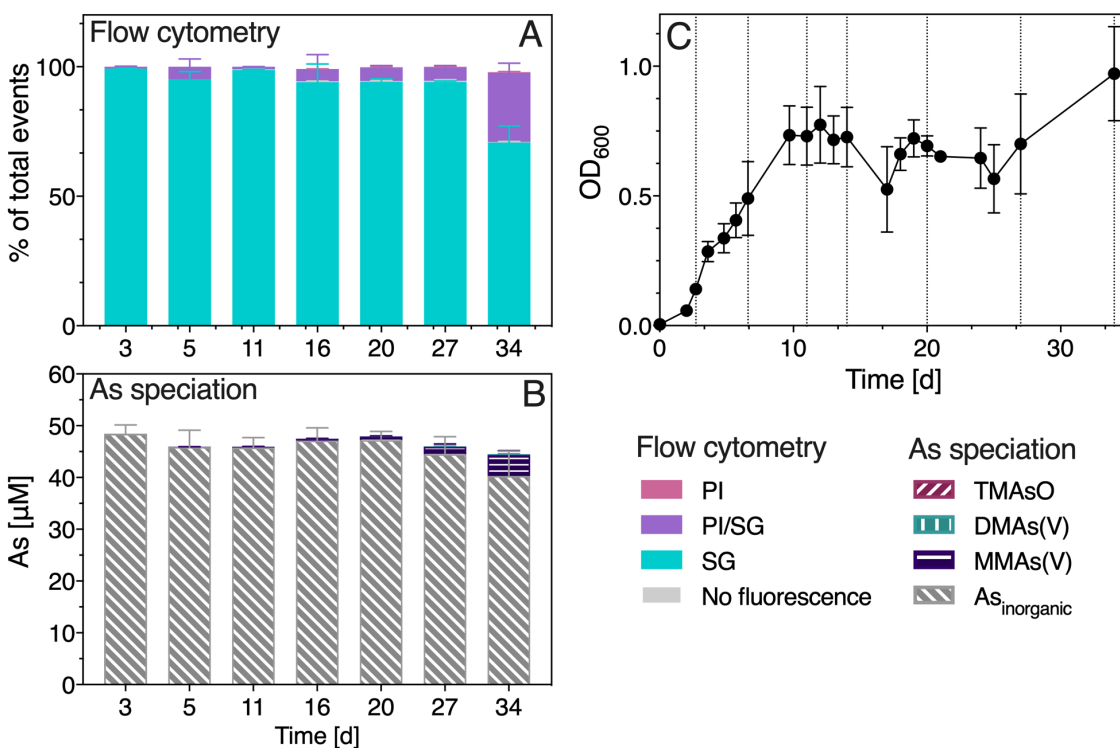 Flow cytometry A
% of total events
100
50
0
3 5 11 16 20 27 34
As speciation B
As [µM]
60
50
40
30
20
10
0
3 5 11 16 20 27 34
Time [d]
C
OD600
1.0
0.5
0.0
0 10 20 30
Time [d]
Flow cytometry
PI
PI/SG
SG
No fluorescence
As speciation
TMAsO
DMAs(V)
MMAs(V)
Asinorganic